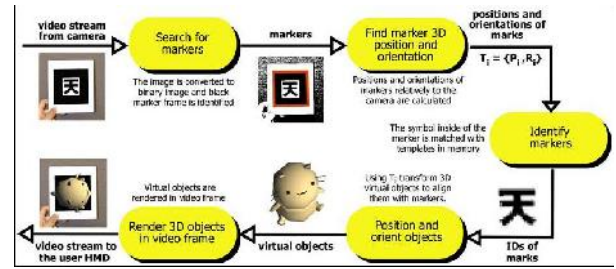 video stream
from camera
Search for
markers
The image is converted to
binary image and black
marker frame is identified
天
markers
天
Find marker 3D
position and
orientation
Positions and orientations of
markers relatively to the
camera are calculated
positions and
orientations of
marks
Ti = {Pi,Ri}
The symbol inside of the
marker is matched with
templates in memory
Identify
markers
天
IDs of
marks
Using Ti transform 3D
virtual objects to align
them with markers.
Position and
orient objects
virtual objects
Virtual objects are
rendered in video frame
Render 3D objects
in video frame
video stream to
the user HMD